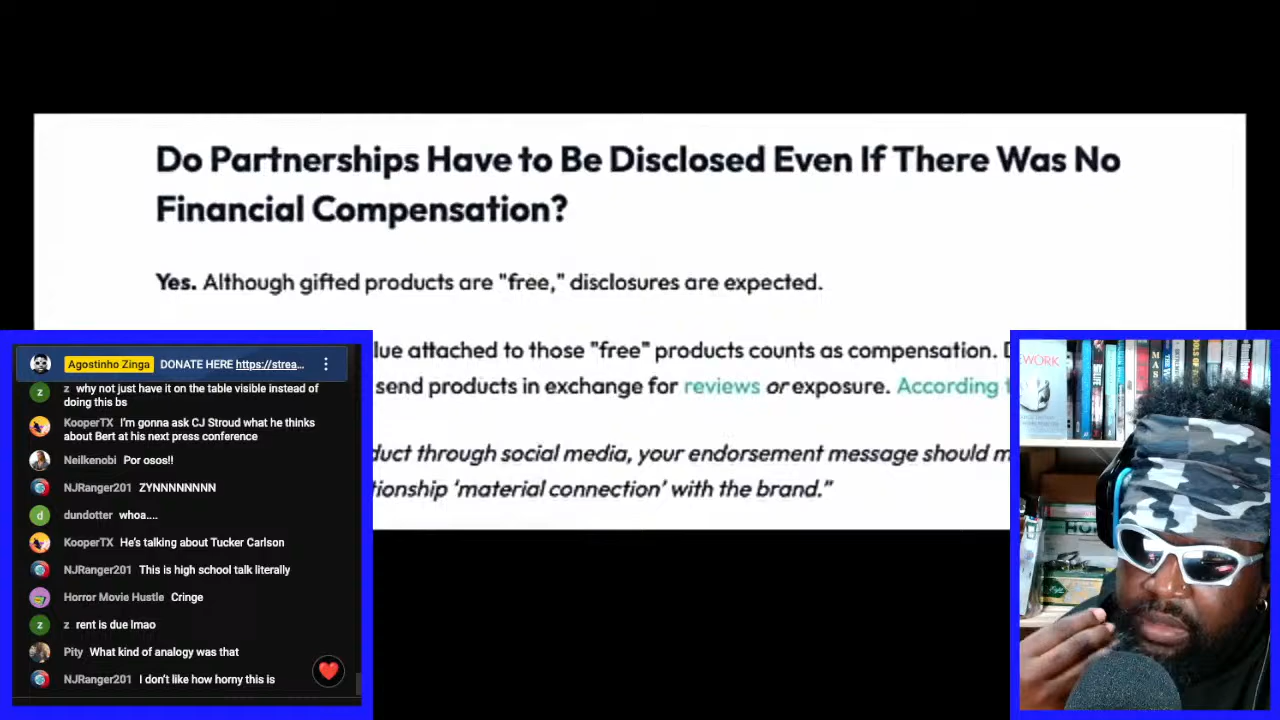 Do Partnerships Have to Be Disclosed Even If There Was No
Financial Compensation?
Yes. Although gifted products are "free," disclosures are expected.
lue attached to those "free" products counts as compensation. D
send products in exchange for reviews or exposure. According t
duct through social media, your endorsement message should m
tionship ‘material connection’ with the brand.”
Agostinho Zinga DONATE HERE https://strea...
z why not just have it on the table visible instead of
doing this bs
KooperTX I'm gonna ask CJ Stroud what he thinks
about Bert at his next press conference
Neilkenobi Por osos!!
NJRanger201 ZYNNNNNNNN
dundotter whoa....
KooperTX He's talking about Tucker Carlson
NJRanger201 This is high school talk literally
Horror Movie Hustle Cringe
z rent is due lmao
Pity What kind of analogy was that
NJRanger201 I don't like how horny this is